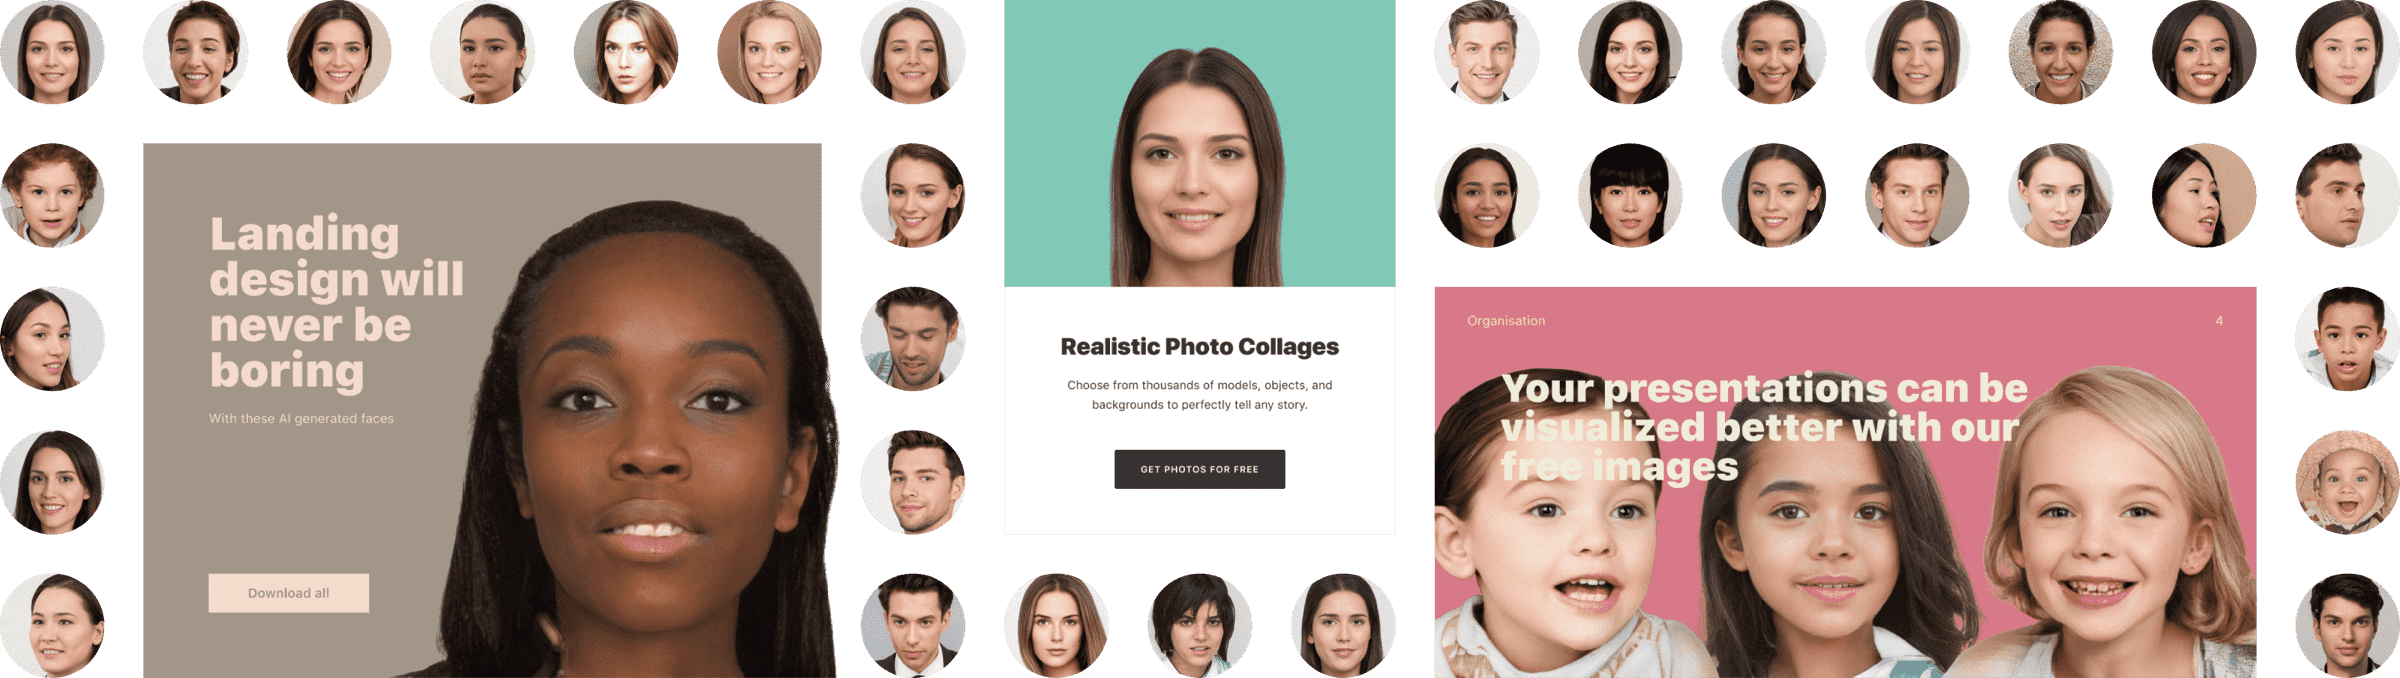 Landing
design will
never be
boring
With these AI generated faces
Download all
Realistic Photo Collages
Choose from thousands of models, objects, and
backgrounds to perfectly tell any story.
GET PHOTOS FOR FREE
Organisation
4
Your presentations can be
visualized better with our
free images